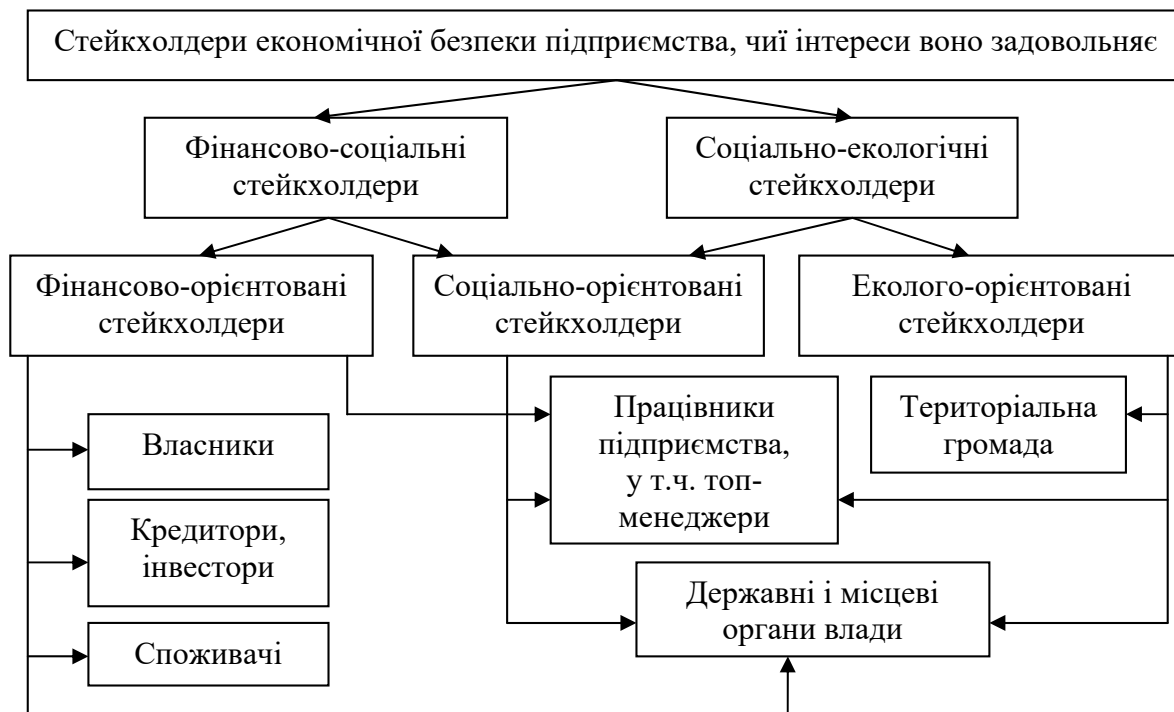 Стейкхолдери економічної безпеки підприємства, чиї інтереси воно задовольняє
Фінансово-соціальні
стейкхолдери
Соціально-екологічні
стейкхолдери
Фінансово-орієнтовані
стейкхолдери
Соціально-орієнтовані
стейкхолдери
Еколого-орієнтовані
стейкхолдери
Власники
Кредитори,
інвестори
Споживачі
Працівники
підприємства,
у т.ч. топ-
менеджери
Територіальна
громада
Державні і місцеві
органи влади